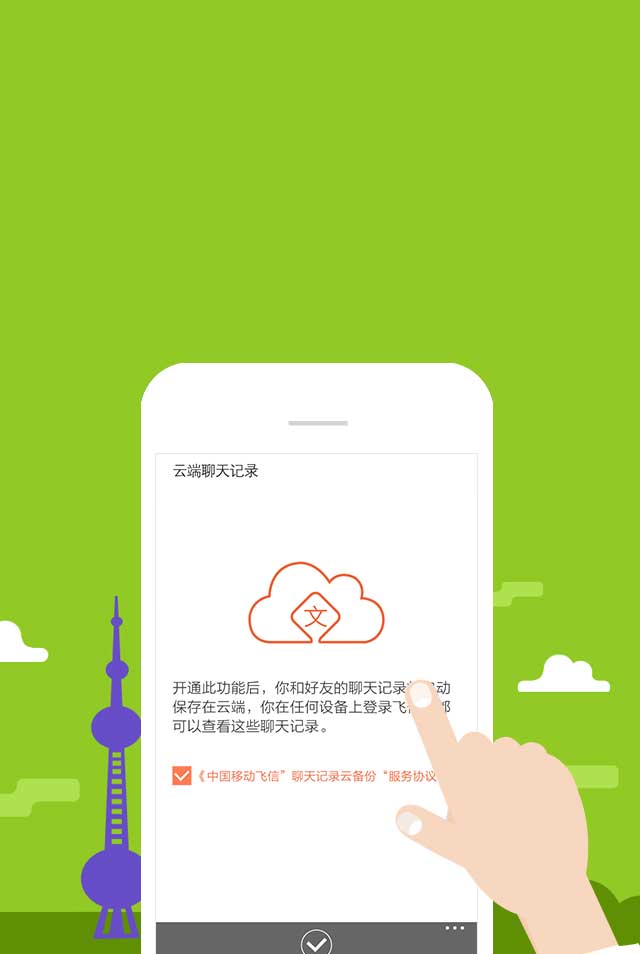 云端聊天记录
文
开通此功能后，你和好友的聊天记录动
保存在云端，你在任何设备上登录飞都
可以查看这些聊天记录。
《中国移动飞信”聊天记录云备份“服务协议